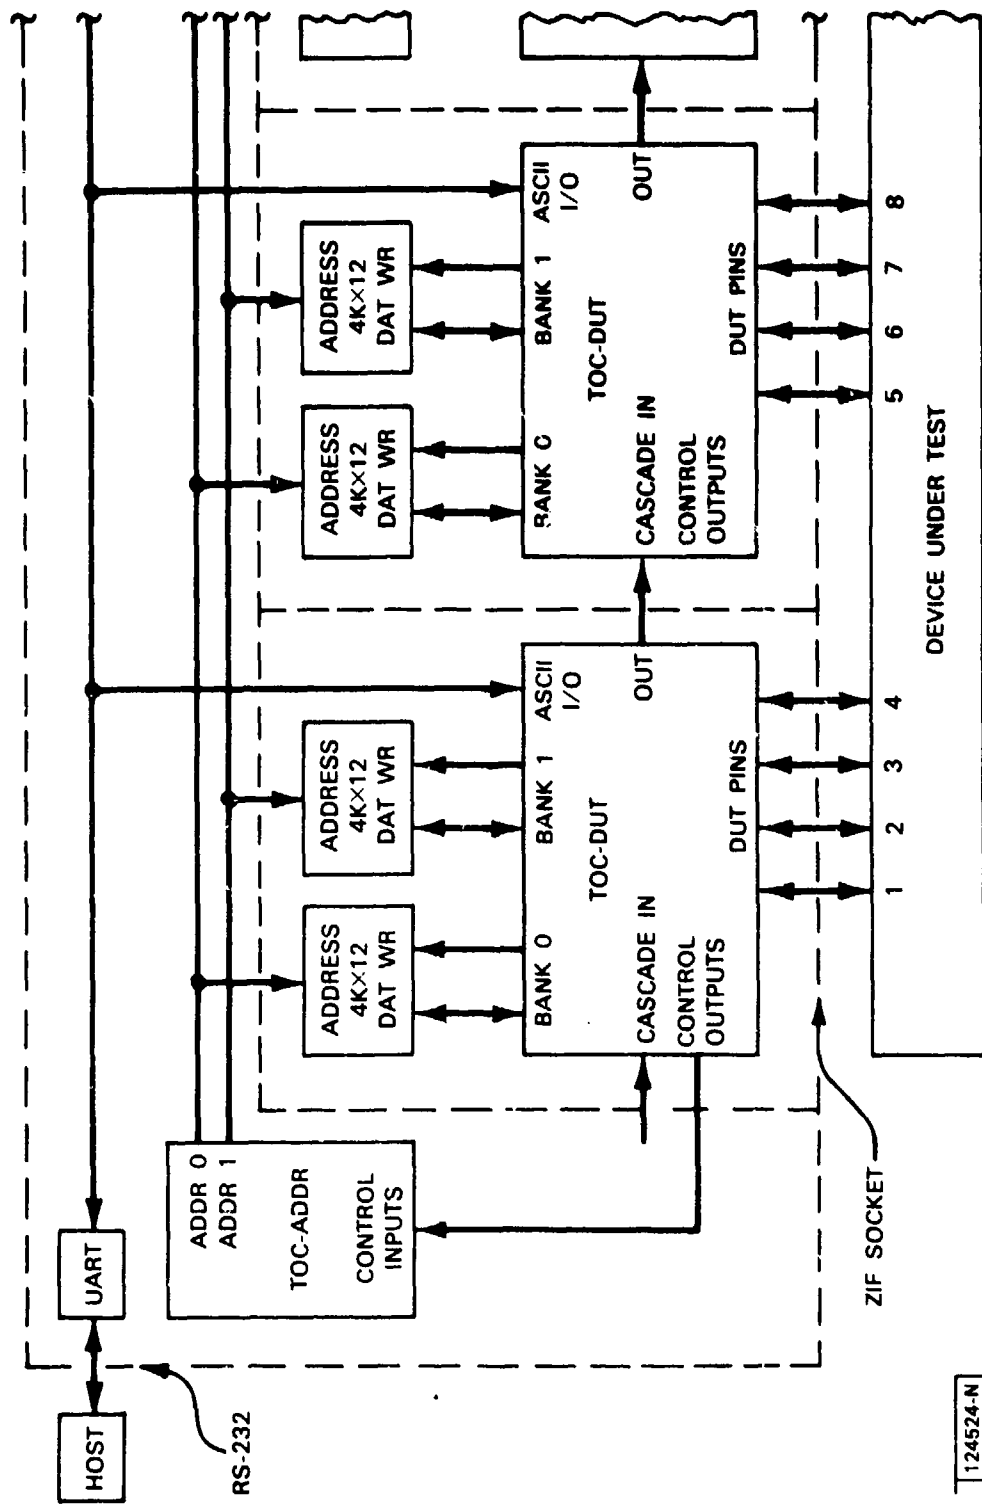 HOST
RS-232
UART
ADDR 0
ADDR 1
TOC-ADDR
CONTROL
INPUTS
ADDRESS
4K×12
DAT WR
ADDRESS
4K×12
DAT WR
BANK 0
BANK 1
ASCII
I/O
TOC-DUT
CASCADE IN
OUT
CONTROL
OUTPUTS
DUT PINS
1
2
3
4
ADDRESS
4K×12
DAT WR
ADDRESS
4K×12
DAT WR
BANK 0
BANK 1
ASCII
I/O
TOC-DUT
CASCADE IN
OUT
CONTROL
OUTPUTS
DUT PINS
5
6
7
8
ZIF SOCKET
DEVICE UNDER TEST
124524-N